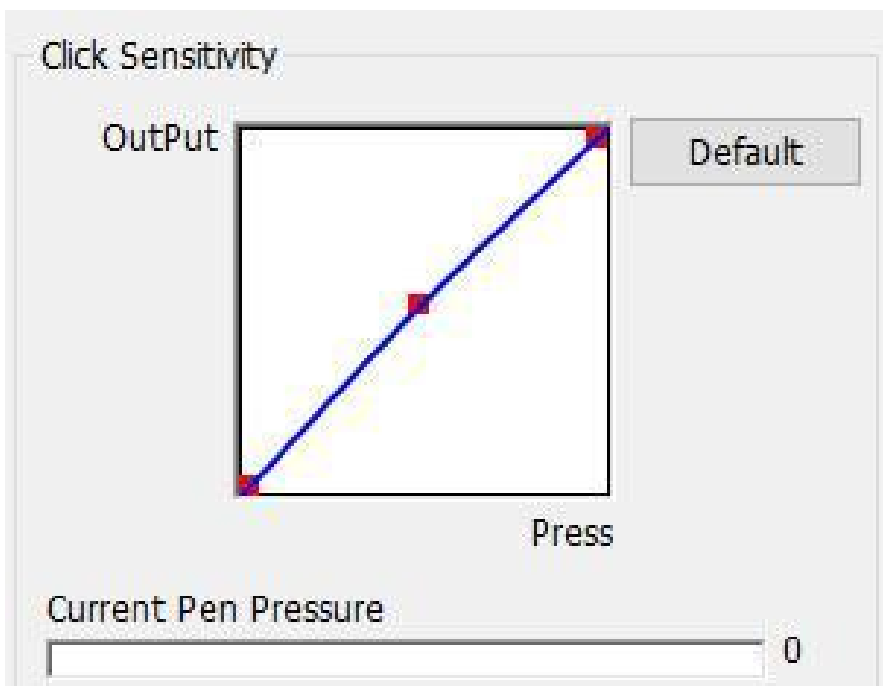 Click Sensitivity
OutPut
Default
Press
Current Pen Pressure
0